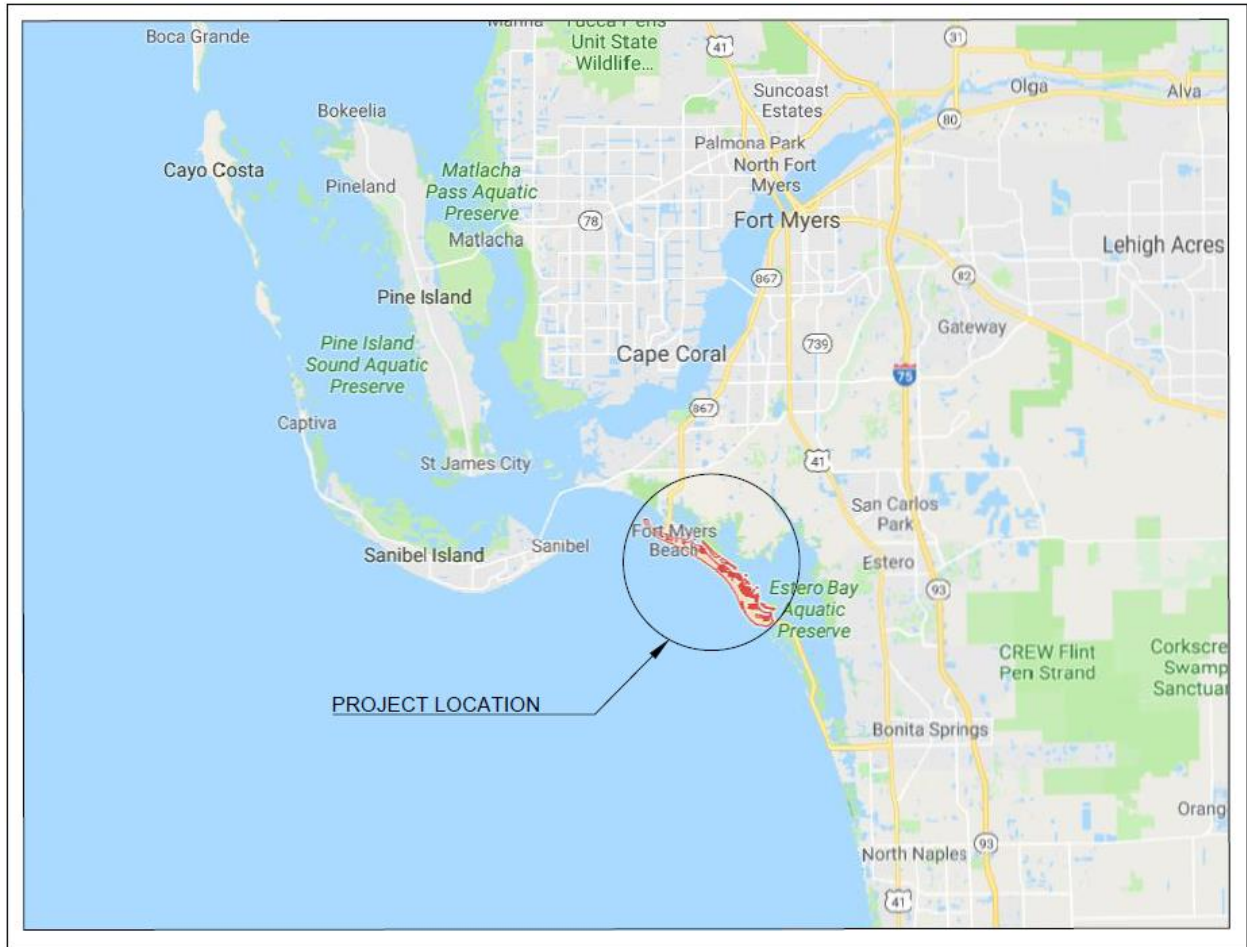 Boca Grande
Unit State
Wildlife...
41
31
Suncoast
Estates
Olga
Alva
Bokeelia
80
Palmona Park
North Fort
Myers
Cayo Costa
Pineland
Matlacha
Pass Aquatic
Preserve
78
Fort Myers
Matlacha
Lehigh Acres
867
82
Pine Island
Gateway
Pine Island
Sound Aquatic
Preserve
Cape Coral
739
75
867
Captiva
St James City
41
San Carlos
Park
Fort Myers
Beach
Sanibel
Sanibel Island
Estero
Estero Bay
Aquatic
Preserve
93
CREW Flint
Pen Strand
Corkscre
Swamp
Sanctuar
PROJECT LOCATION
Bonita Springs
Orang
North Naples
93
41